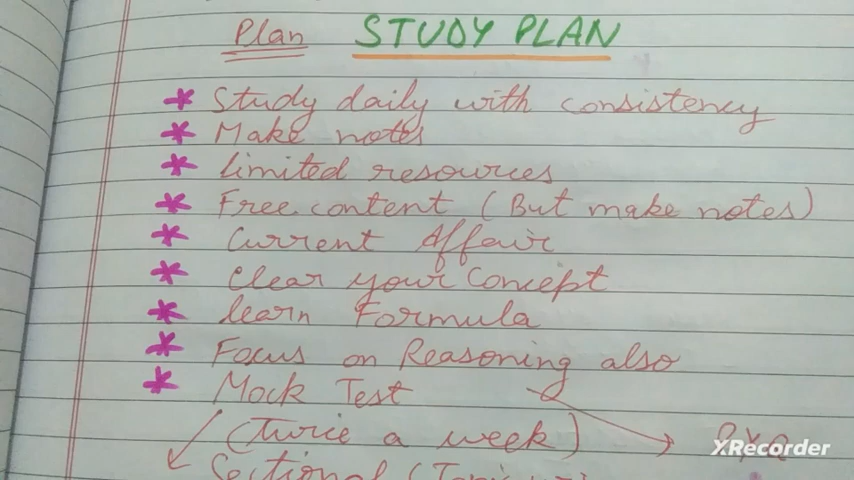 Plan STUDY PLAN
* Study daily with consistency
* Make notes
* limited resources
* Free content (But make notes)
* Current Affair
* Clear your Concept
* learn Formula
* Focus on Reasoning also
* Mock Test
(twice a week)
XRecorder
Sectional